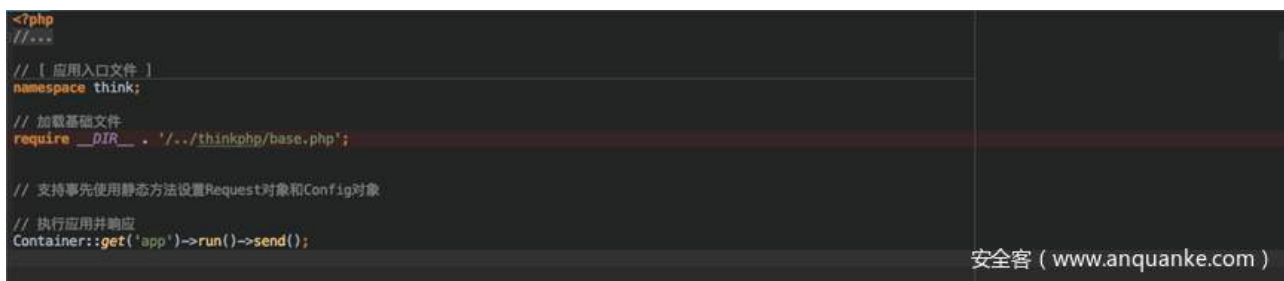 <?php
//...
// [ 应用入口文件 ]
namespace think;
// 加载基础文件
require __DIR__ . '/../thinkphp/base.php';
// 支持事先使用静态方法设置Request对象和Config对象
// 执行应用并响应
Container::get('app')->run()->send();
安全客 ( www.anquanke.com )